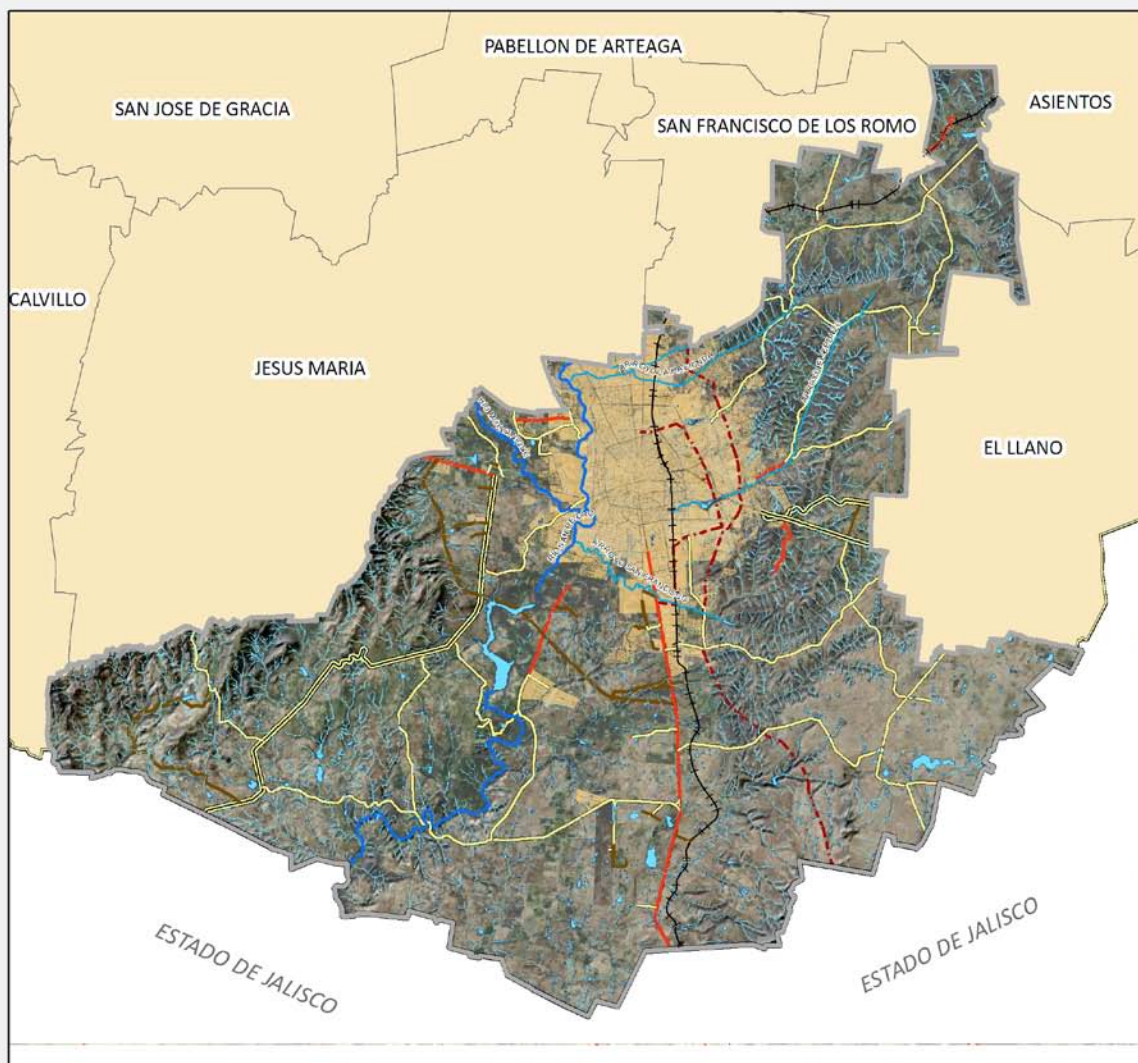 PABELLON DE ARTEAGA
SAN JOSE DE GRACIA
ASIENTOS
SAN FRANCISCO DE LOS ROMO
CALVILLO
JESUS MARIA
EL LLANO
ESTADO DE JALISCO
ESTADO DE JALISCO